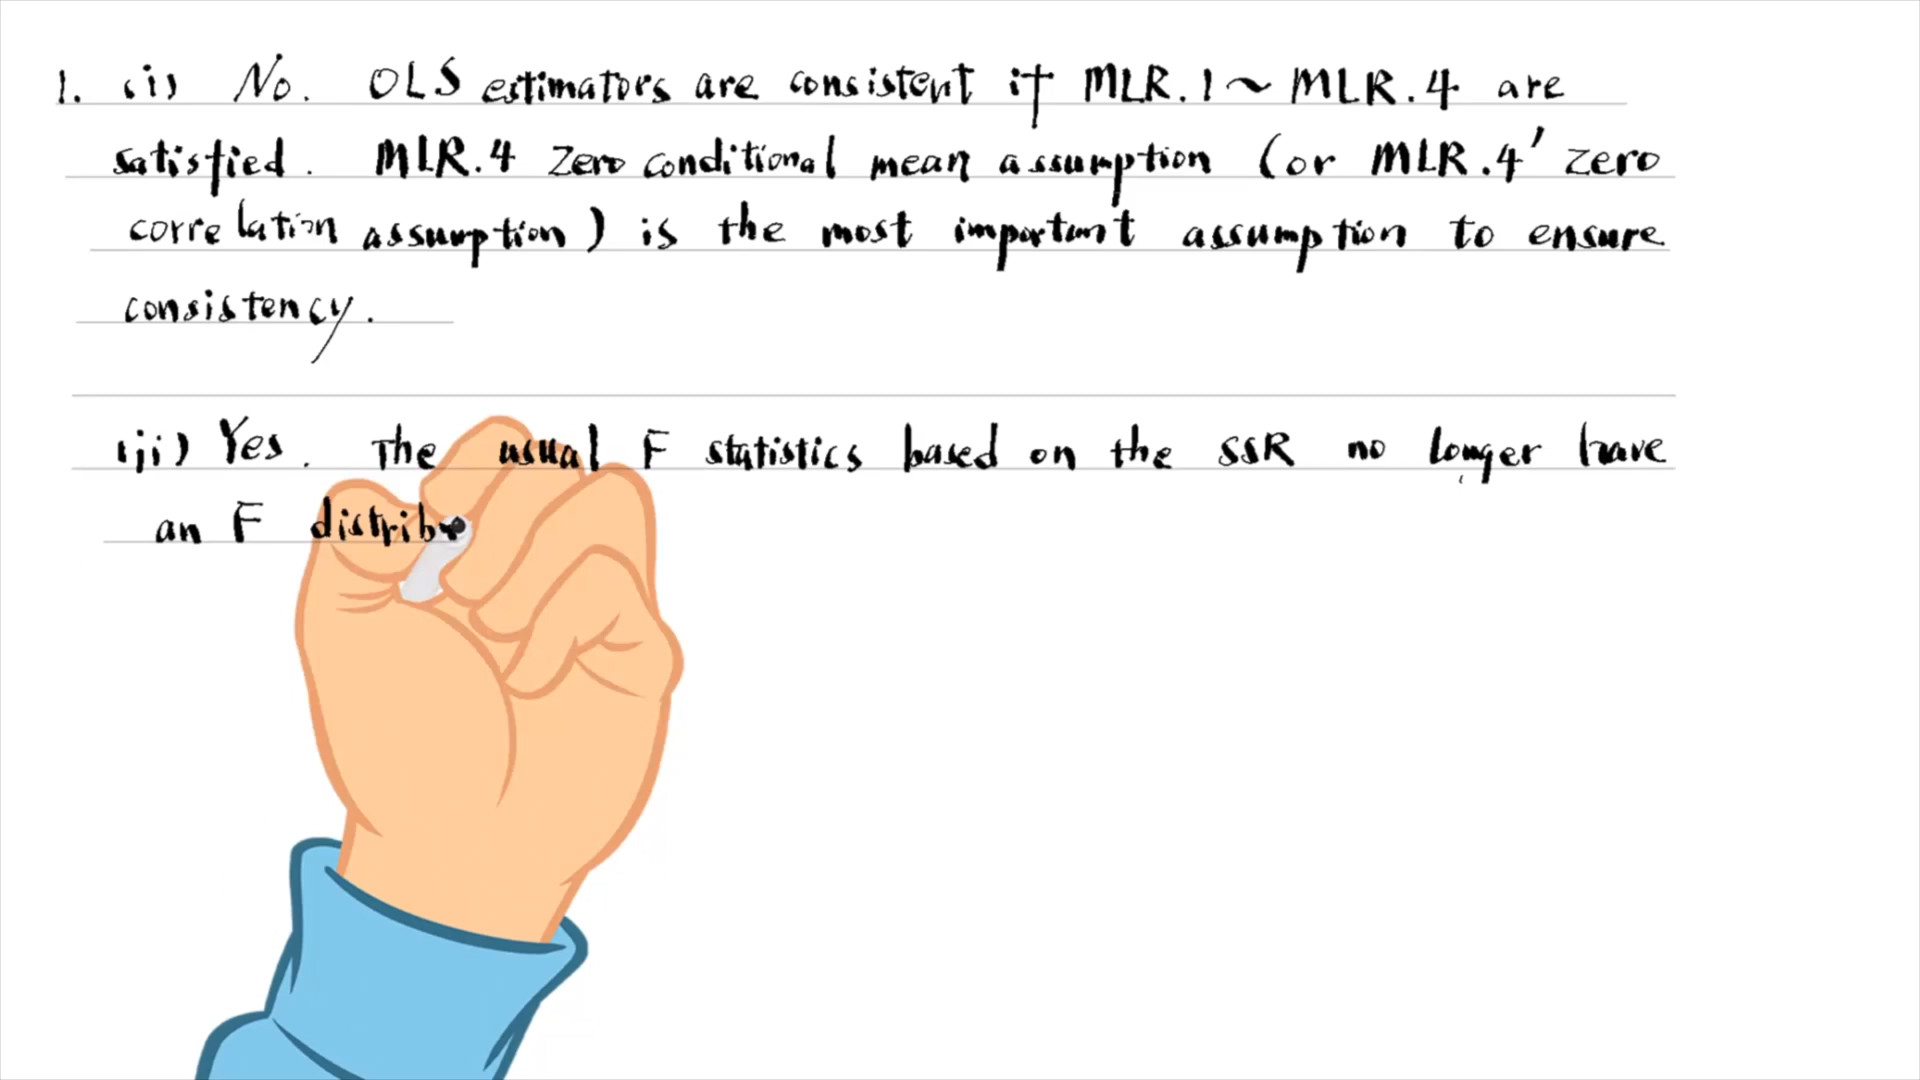 1. (i) No. OLS estimators are consistent if MLR.1 ~ MLR.4 are
satisfied. MLR.4 zero conditional mean assumption (or MLR.4' zero
correlation assumption) is the most important assumption to ensure
consistency.
(ii) Yes. The usual F statistics based on the SSR no longer have
an F distrib